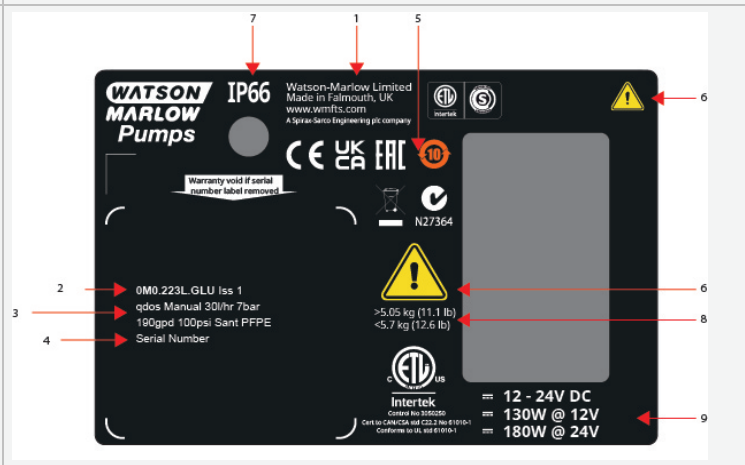 7
1
5
WATSON
MARLOW
Pumps
IP66
Watson-Marlow Limited
Made in Falmouth, UK
www.wmfts.com
A Spirax-Sarco Engineering plc company
ETL
Intertek
S
6
CE UK CA EAC 10
Warranty void if serial
number label removed
N27364
2
0M0.223L.GLU Iss 1
3
qdos Manual 30l/hr 7bar
190gpd 100psi Sant PFPE
4
Serial Number
6
>5.05 kg (11.1 lb)
<5.7 kg (12.6 lb)
8
C ETL US
Intertek
Control No 3050250
Cert to CAN/CSA std C22.2 No 61010-1
Conforms to UL std 61010-1
12 - 24V DC
130W @ 12V
180W @ 24V
9